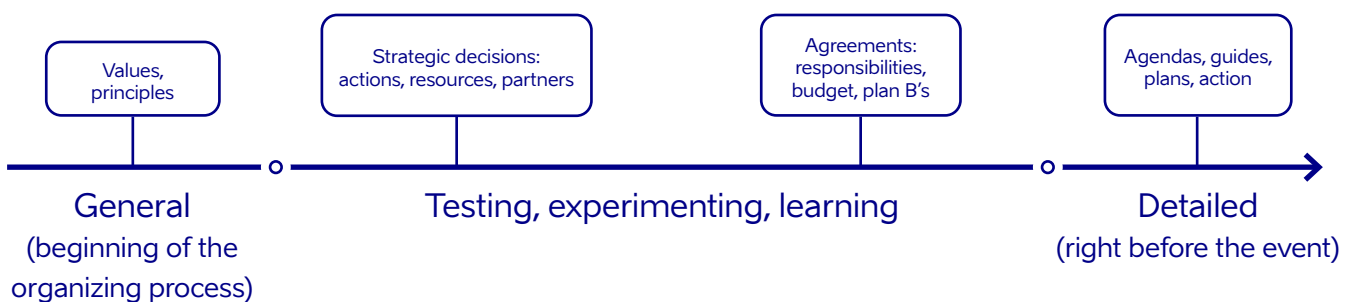 Values,
principles
Strategic decisions:
actions, resources, partners
Agreements:
responsibilities,
budget, plan B’s
Agendas, guides,
plans, action
General
(beginning of the
organizing process)
Testing, experimenting, learning
Detailed
(right before the event)